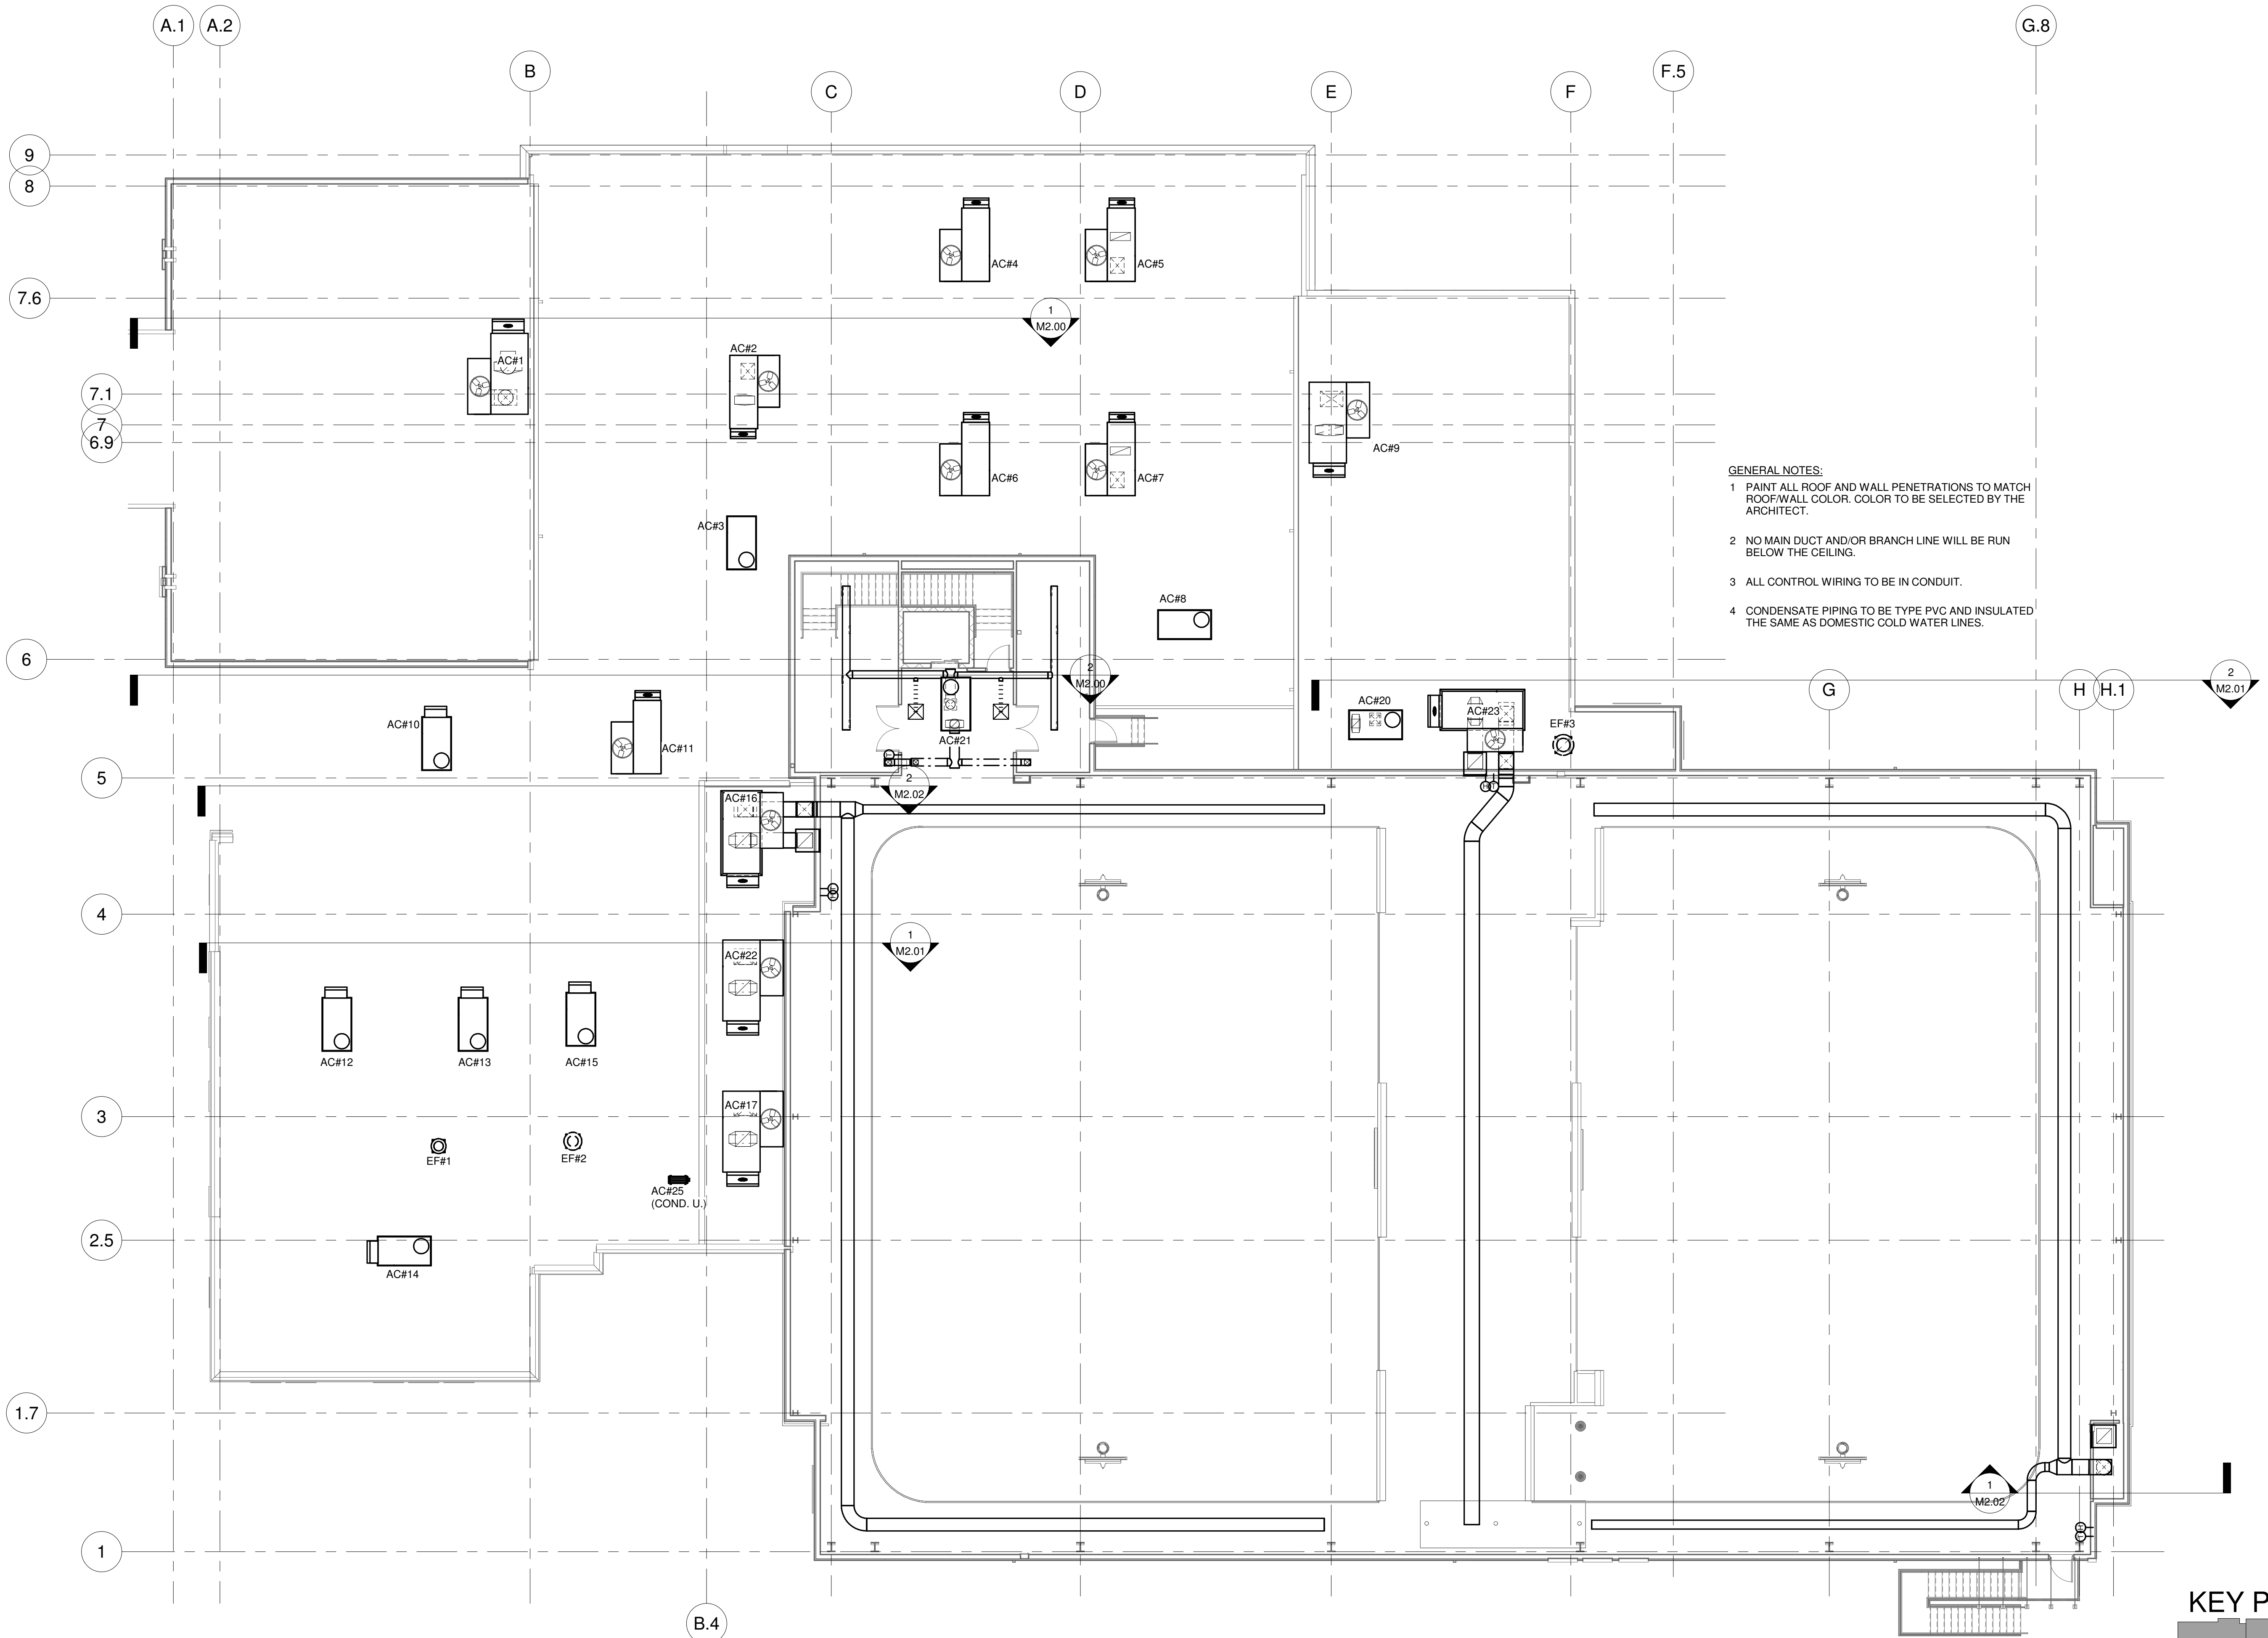 A.1
A.2
G.8
B
F.5
C
D
E
F
9
8
AC#4
AC#5
7.6
1
M2.00
AC#2
AC#1
7.1
7
6.9
AC#9
AC#6
AC#7
GENERAL NOTES:
1 PAINT ALL ROOF AND WALL PENETRATIONS TO MATCH
ROOF/WALL COLOR. COLOR TO BE SELECTED BY THE
ARCHITECT.
2 NO MAIN DUCT AND/OR BRANCH LINE WILL BE RUN
BELOW THE CEILING.
3 ALL CONTROL WIRING TO BE IN CONDUIT.
4 CONDENSATE PIPING TO BE TYPE PVC AND INSULATED
THE SAME AS DOMESTIC COLD WATER LINES.
AC#3
AC#8
6
2
M2.00
2
M2.01
G
H
H.1
AC#10
AC#11
AC#21
AC#20
AC#23
EF#3
5
2
M2.02
AC#16
4
1
M2.01
AC#22
AC#12
AC#13
AC#15
3
AC#17
EF#1
EF#2
AC#25
(COND. U.)
2.5
AC#14
1.7
1
M2.02
1
B.4
KEY P